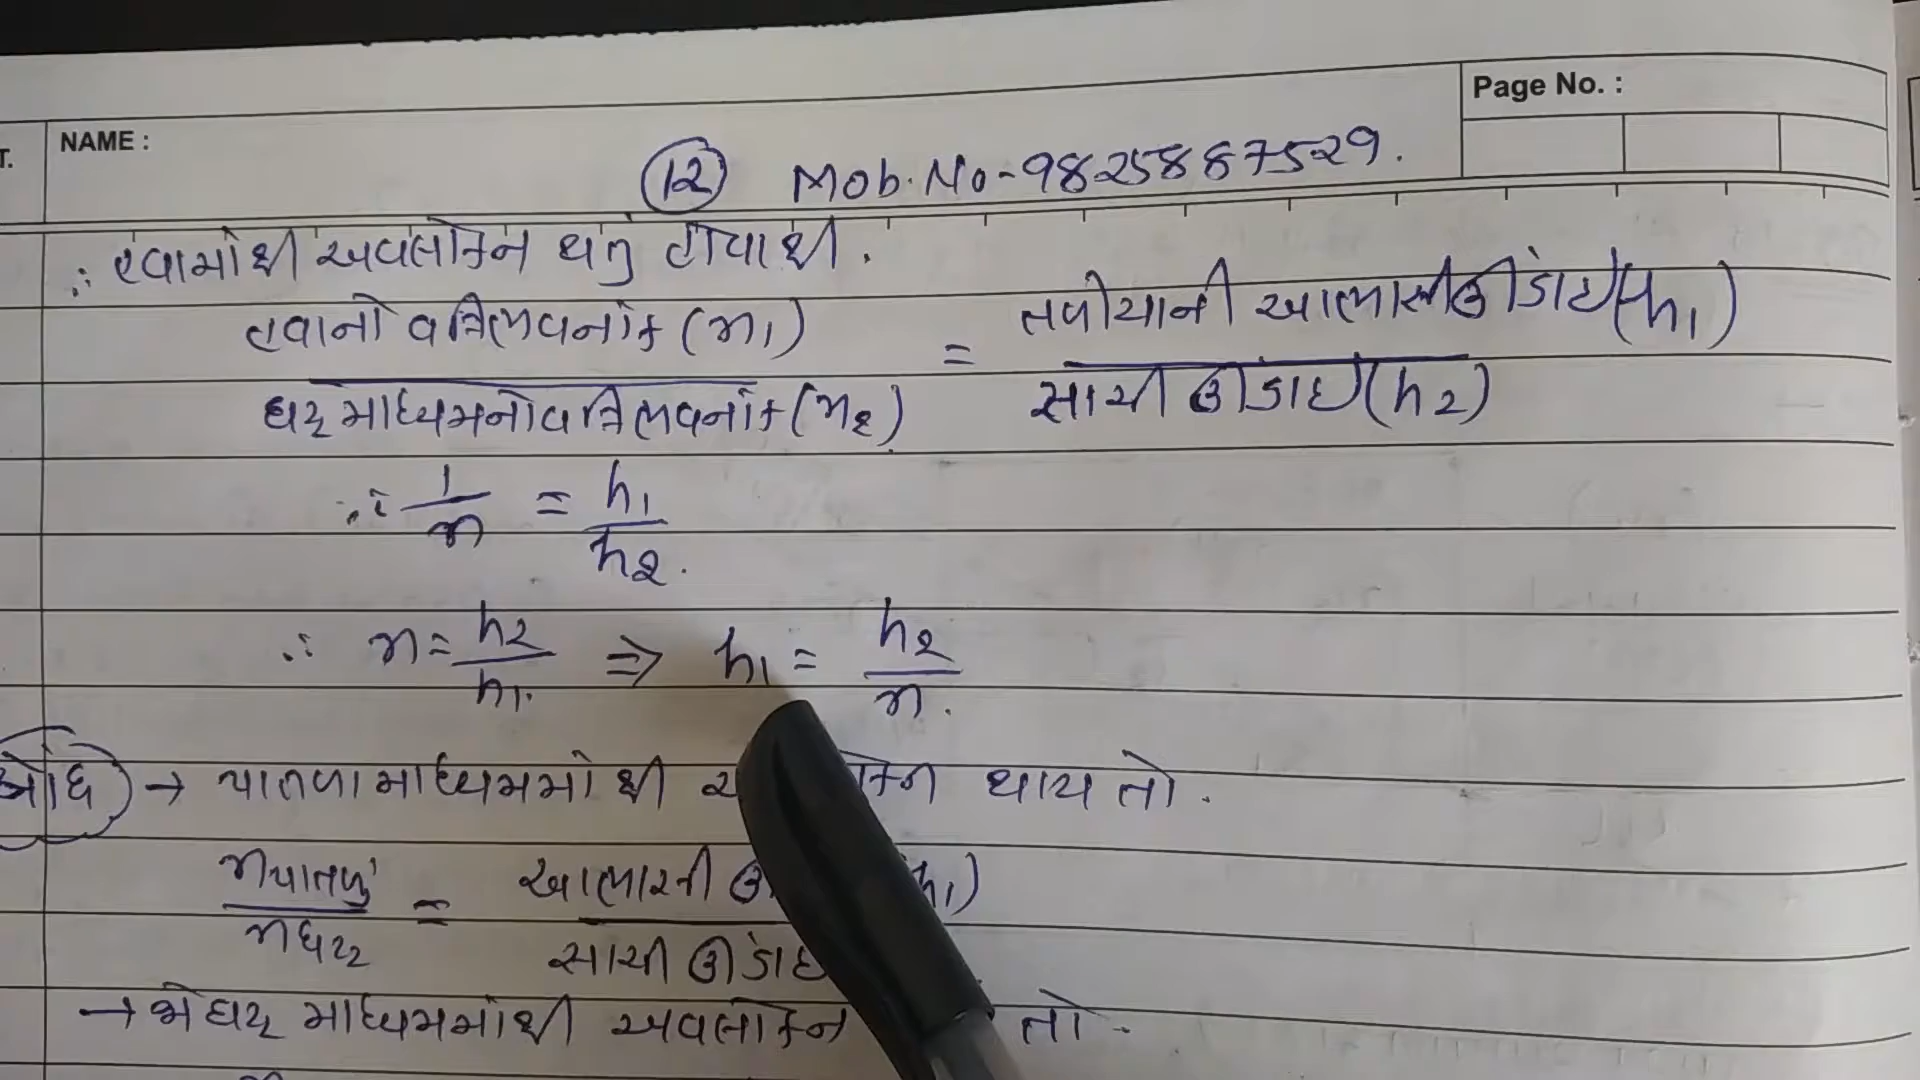 Page No. :
T.
NAME :
12 Mob. No-9825887529.
∴ હવામાંથી અવલોકન થતુ હોવાથી.
હવાનો વક્રિભવનાંક (n1) = તળીયાની આભાસી ઊંડાઇ (h1)
ઘટ્ટ માધ્યમનો વક્રિભવનાંક (n2) સાચી ઊંડાઇ (h2)
∴ 1/n = h1/h2.
∴ n = h2/h1. ⇒ h1 = h2/n.
નોંધ → પાતળા માધ્યમમાંથી થાય તો.
nપાતળુ = આભાસી h1)
nઘટ્ટ સાચી ઊંડાઇ
→ જો ઘટ્ટ માધ્યમમાંથી અવલોકન તો.